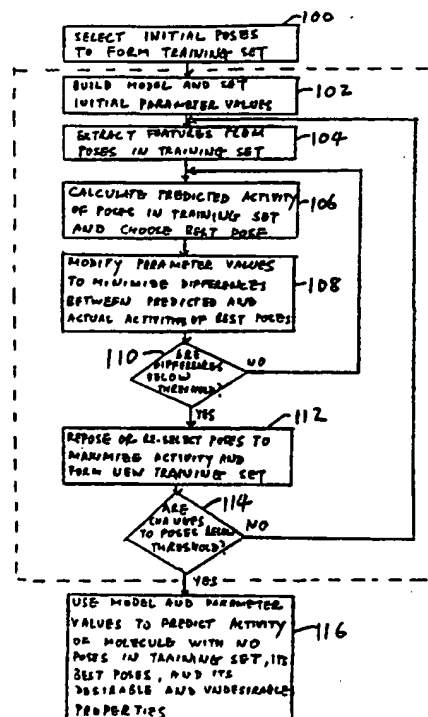 100
SELECT INITIAL POSES
TO FORM TRAINING SET
102
BUILD MODEL AND SET
INITIAL PARAMETER VALUES
104
EXTRACT FEATURES FROM
POSES IN TRAINING SET
CALCULATE PREDICTED ACTIVITY
OF POSES IN TRAINING SET
AND CHOOSE BEST POSE
106
MODIFY PARAMETER VALUES
TO MINIMIZE DIFFERENCES
BETWEEN PREDICTED AND
ACTUAL ACTIVITIES OF BEST POSES
108
110
ARE
DIFFERENCES
BELOW
THRESHOLD?
NO
YES
112
REPOSE OR RE-SELECT POSES TO
MAXIMIZE ACTIVITY AND
FORM NEW TRAINING SET
114
ARE
CHANGES
TO POSES BELOW
THRESHOLD?
NO
YES
USE MODEL AND PARAMETER
VALUES TO PREDICT ACTIVITY
OF MOLECULE WITH NO
POSES IN TRAINING SET, ITS
BEST POSES, AND ITS
DESIRABLE AND UNDESIRABLE
PROPERTIES
116